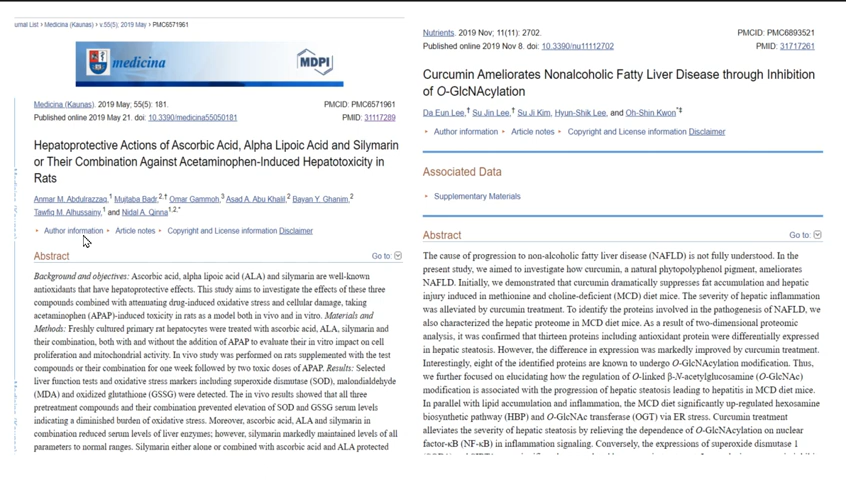 urnal List > Medicina (Kaunas) > v.55(5); 2019 May > PMC6571961
medicina
MDPI
Medicina (Kaunas). 2019 May; 55(5): 181.
PMCID: PMC6571961
Published online 2019 May 21. doi: 10.3390/medicina55050181
PMID: 31117289
Hepatoprotective Actions of Ascorbic Acid, Alpha Lipoic Acid and Silymarin
or Their Combination Against Acetaminophen-Induced Hepatotoxicity in
Rats
Anmar M. Abdulrazzaq,1 Mujtaba Badr,2,† Omar Gammoh,3 Asad A. Abu Khalil,2 Bayan Y. Ghanim,2
Tawfiq M. Alhussainy,1 and Nidal A. Qinna1,2,*
▸ Author information ▸ Article notes ▸ Copyright and License information Disclaimer
Abstract
Go to:
Background and objectives: Ascorbic acid, alpha lipoic acid (ALA) and silymarin are well-known
antioxidants that have hepatoprotective effects. This study aims to investigate the effects of these three
compounds combined with attenuating drug-induced oxidative stress and cellular damage, taking
acetaminophen (APAP)-induced toxicity in rats as a model both in vivo and in vitro. Materials and
Methods: Freshly cultured primary rat hepatocytes were treated with ascorbic acid, ALA, silymarin and
their combination, both with and without the addition of APAP to evaluate their in vitro impact on cell
proliferation and mitochondrial activity. In vivo study was performed on rats supplemented with the test
compounds or their combination for one week followed by two toxic doses of APAP. Results: Selected
liver function tests and oxidative stress markers including superoxide dismutase (SOD), malondialdehyde
(MDA) and oxidized glutathione (GSSG) were detected. The in vivo results showed that all three
pretreatment compounds and their combination prevented elevation of SOD and GSSG serum levels
indicating a diminished burden of oxidative stress. Moreover, ascorbic acid, ALA and silymarin in
combination reduced serum levels of liver enzymes; however, silymarin markedly maintained levels of all
parameters to normal ranges. Silymarin either alone or combined with ascorbic acid and ALA protected
Nutrients. 2019 Nov; 11(11): 2702.
PMCID: PMC6893521
Published online 2019 Nov 8. doi: 10.3390/nu11112702
PMID: 31717261
Curcumin Ameliorates Nonalcoholic Fatty Liver Disease through Inhibition
of O-GlcNAcylation
Da Eun Lee,† Su Jin Lee,† Su Ji Kim, Hyun-Shik Lee, and Oh-Shin Kwon*‡
▸ Author information ▸ Article notes ▸ Copyright and License information Disclaimer
Associated Data
▸ Supplementary Materials
Abstract
Go to:
The cause of progression to non-alcoholic fatty liver disease (NAFLD) is not fully understood. In the
present study, we aimed to investigate how curcumin, a natural phytopolyphenol pigment, ameliorates
NAFLD. Initially, we demonstrated that curcumin dramatically suppresses fat accumulation and hepatic
injury induced in methionine and choline-deficient (MCD) diet mice. The severity of hepatic inflammation
was alleviated by curcumin treatment. To identify the proteins involved in the pathogenesis of NAFLD, we
also characterized the hepatic proteome in MCD diet mice. As a result of two-dimensional proteomic
analysis, it was confirmed that thirteen proteins including antioxidant protein were differentially expressed
in hepatic steatosis. However, the difference in expression was markedly improved by curcumin treatment.
Interestingly, eight of the identified proteins are known to undergo O-GlcNAcylation modification. Thus,
we further focused on elucidating how the regulation of O-linked β-N-acetylglucosamine (O-GlcNAc)
modification is associated with the progression of hepatic steatosis leading to hepatitis in MCD diet mice.
In parallel with lipid accumulation and inflammation, the MCD diet significantly up-regulated hexosamine
biosynthetic pathway (HBP) and O-GlcNAc transferase (OGT) via ER stress. Curcumin treatment
alleviates the severity of hepatic steatosis by relieving the dependence of O-GlcNAcylation on nuclear
factor-κB (NF-κB) in inflammation signaling. Conversely, the expressions of superoxide dismutase 1